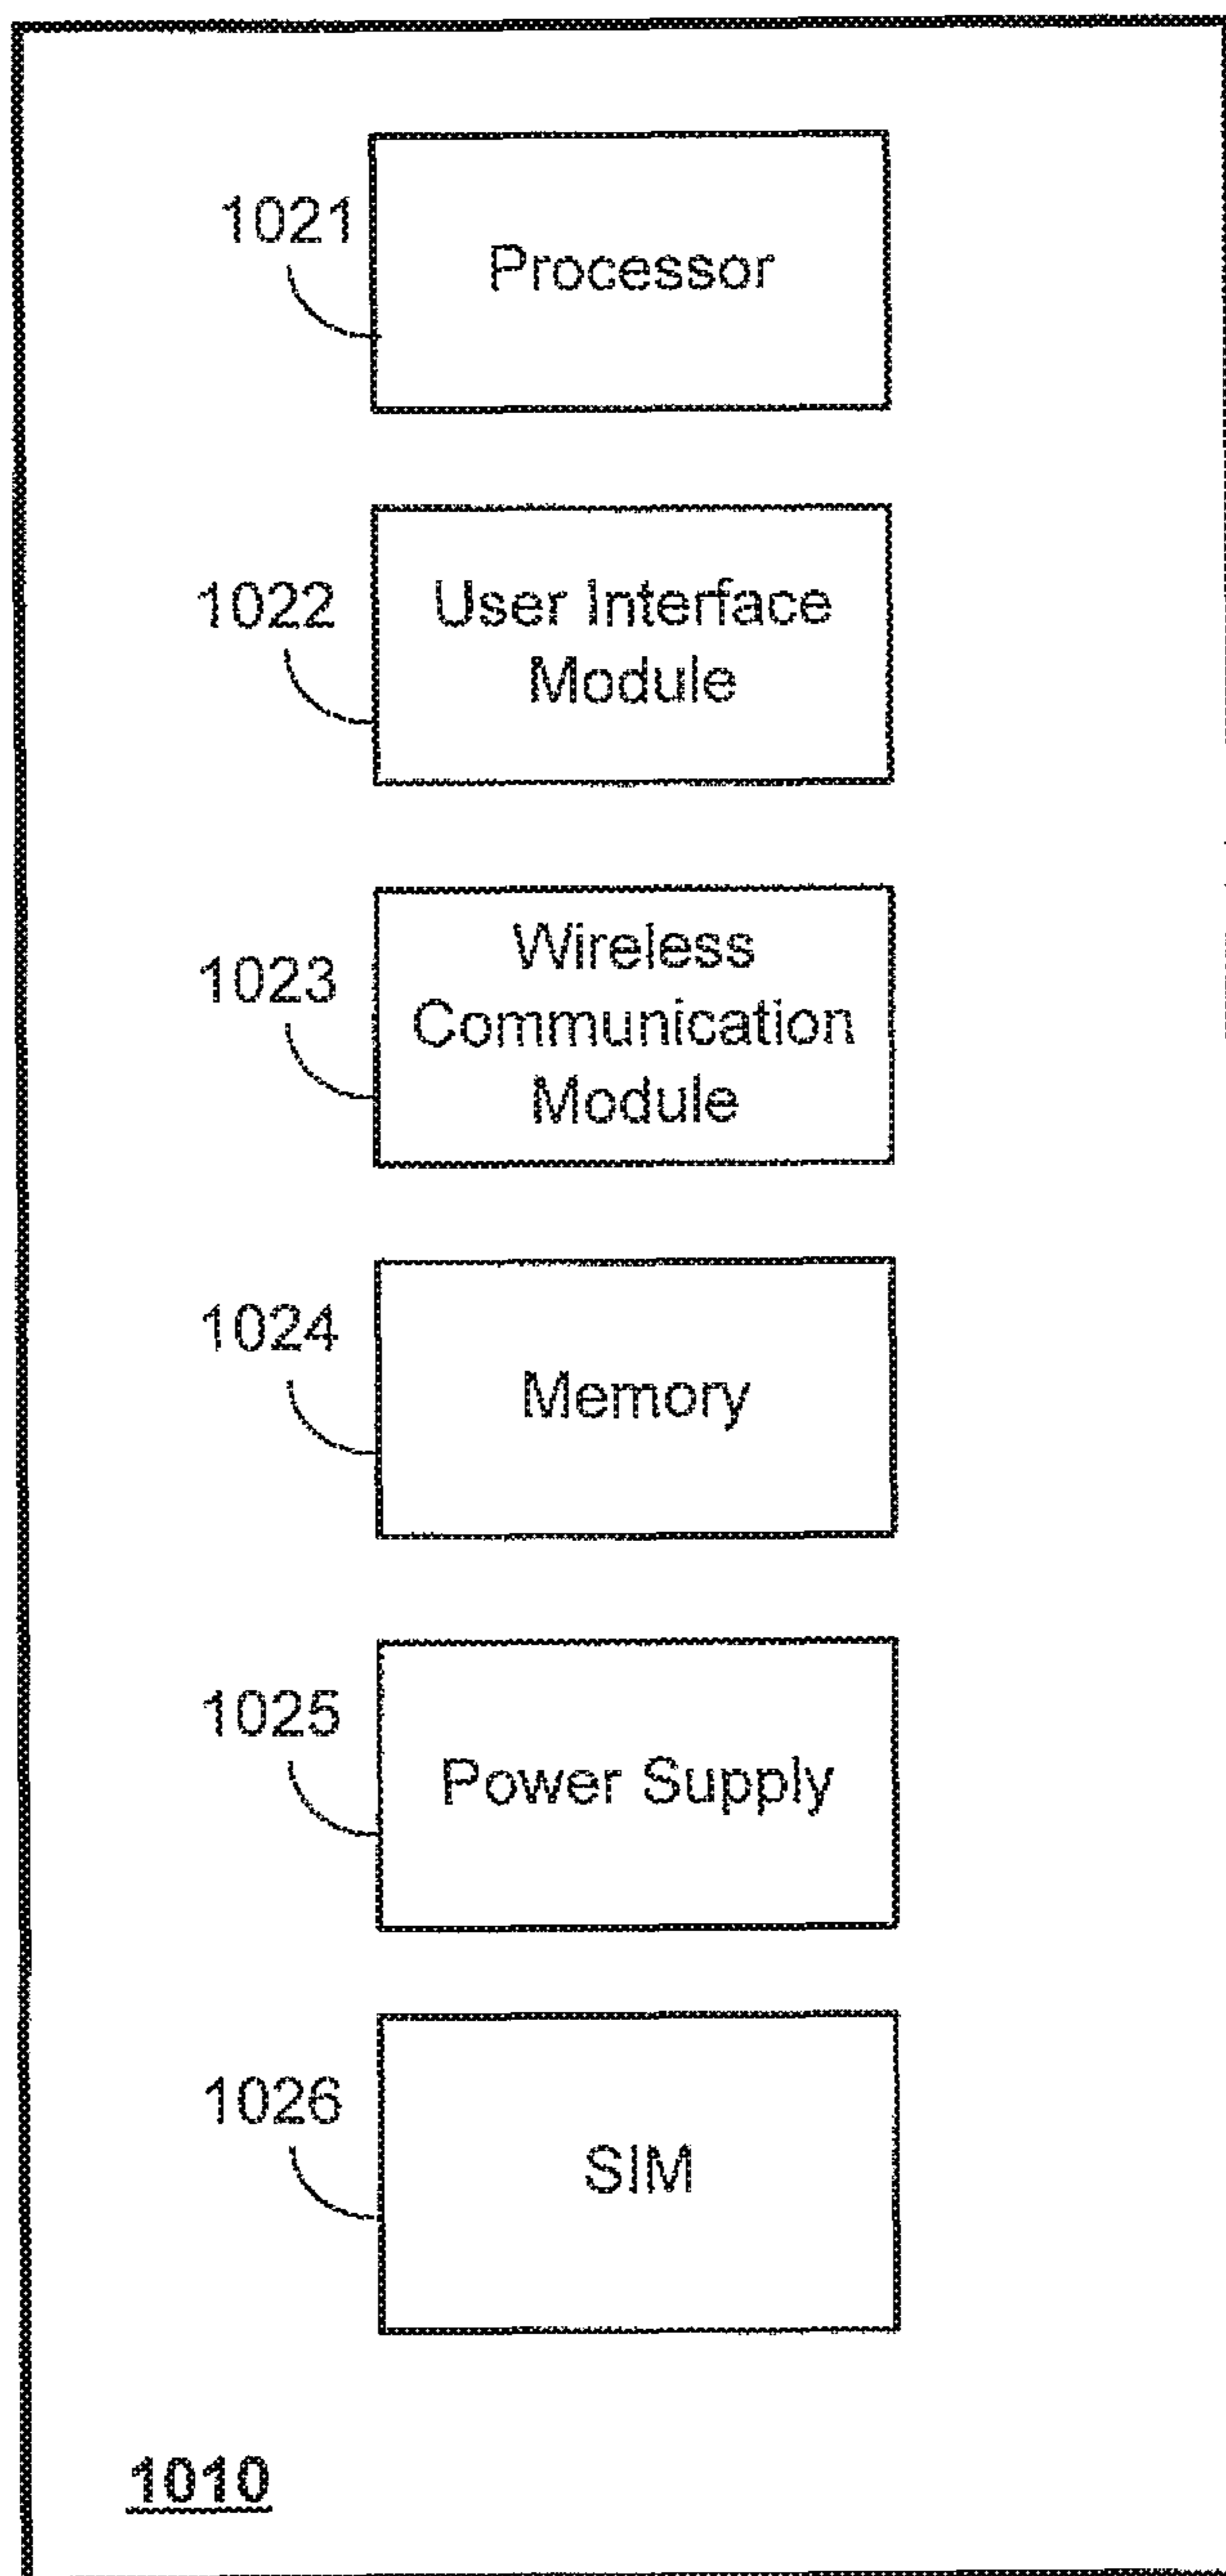 1021
Processor
1022
User Interface
Module
1023
Wireless
Communication
Module
1024
Memory
1025
Power Supply
1026
SIM
1010